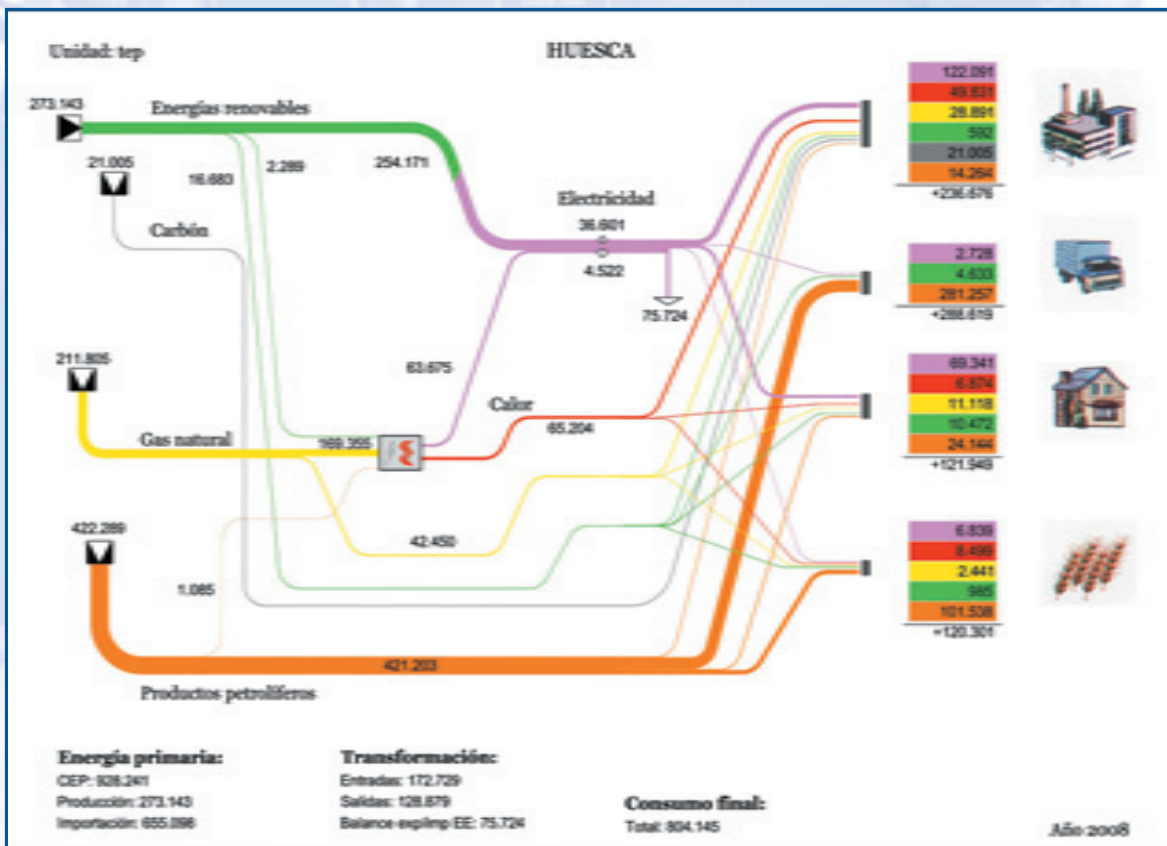 Unidad: tep
HUESCA
273.143
Energías renovables
21.005
16.683
2.289
254.171
Carbón
Electricidad
36.601
4.522
75.724
211.805
63.675
Gas natural
169.355
Calor
65.204
422.289
42.450
1.085
421.203
Productos petrolíferos
122.091
49.831
28.891
592
21.005
14.264
+236.676
2.728
4.633
281.257
+288.619
69.341
6.874
11.118
10.472
24.144
+121.949
6.839
8.499
2.441
985
101.538
+120.301
Energía primaria:
CEP: 928.241
Producción: 273.143
Importación: 655.098
Transformación:
Entradas: 172.729
Salidas: 128.879
Balance exp/imp EE: 75.724
Consumo final:
Total: 804.145
Año 2008